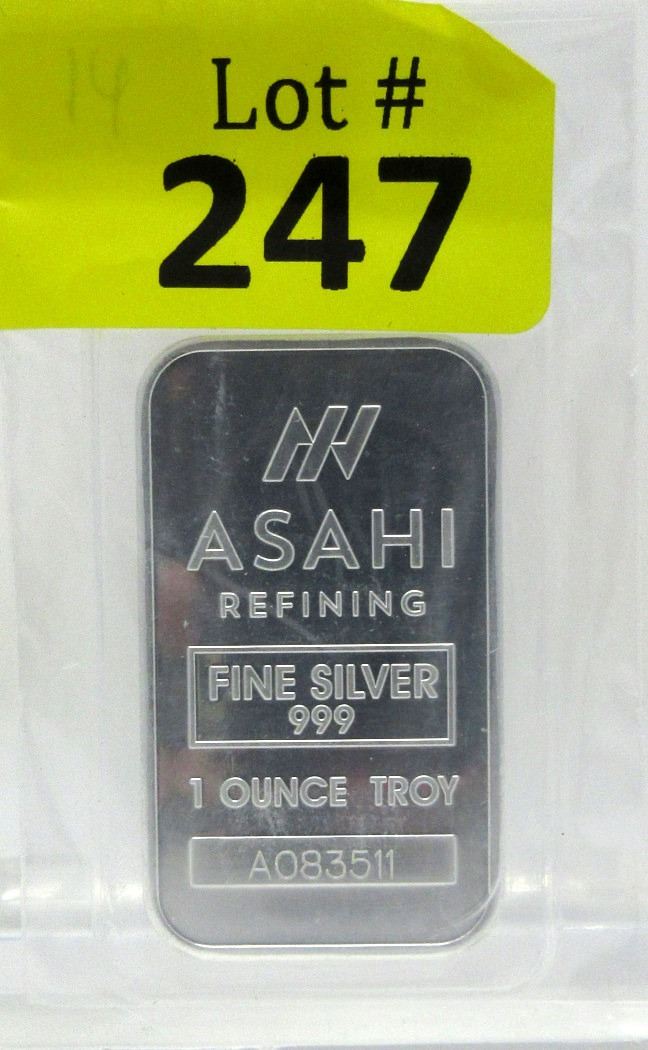 14
Lot #
247
ASAHI
REFINING
FINE SILVER
999
1 OUNCE TROY
A083511